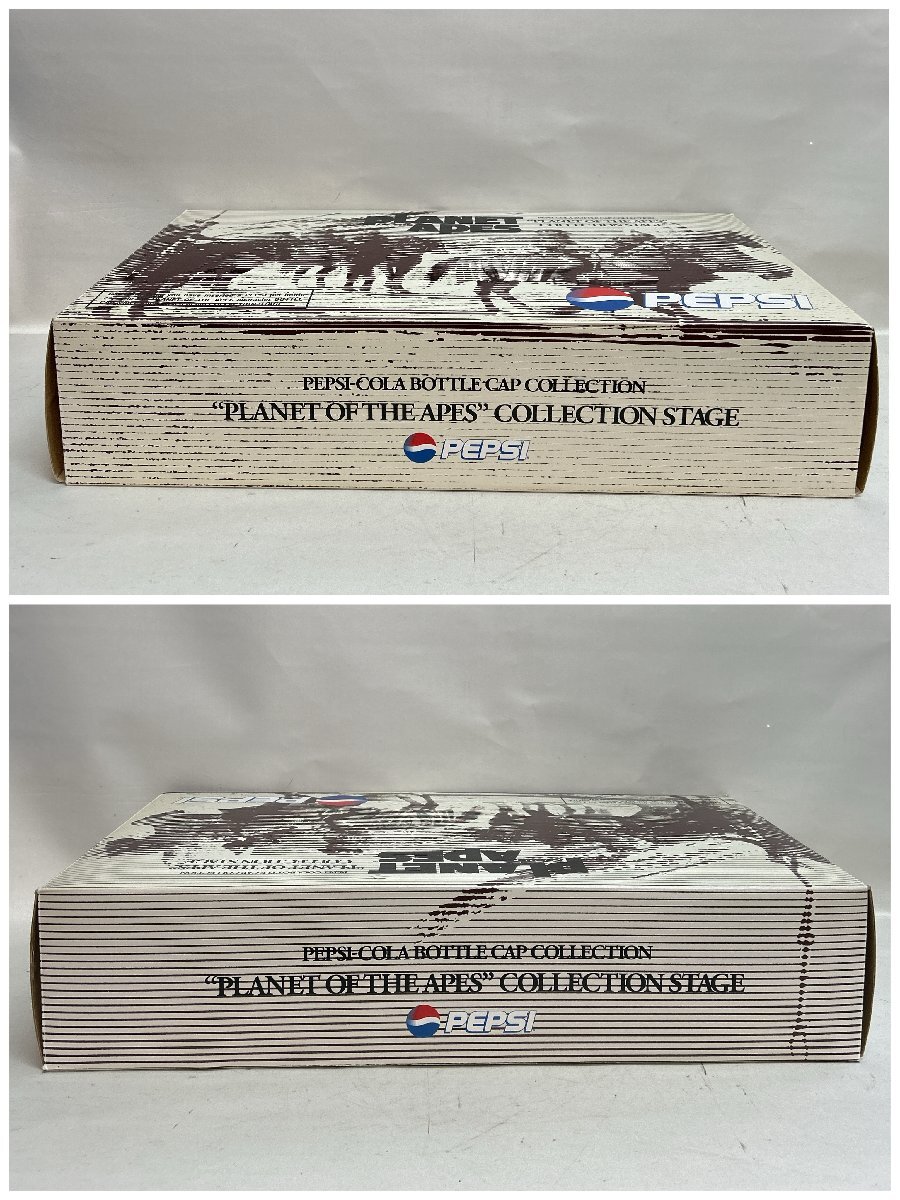 PLANET
APES
PEPSI
PEPSI-COLA BOTTLE CAP COLLECTION
“PLANET OF THE APES” COLLECTION STAGE
PEPSI
PEPSI
PLANET
APES
PEPSI-COLA BOTTLE CAP COLLECTION
“PLANET OF THE APES” COLLECTION STAGE
PEPSI